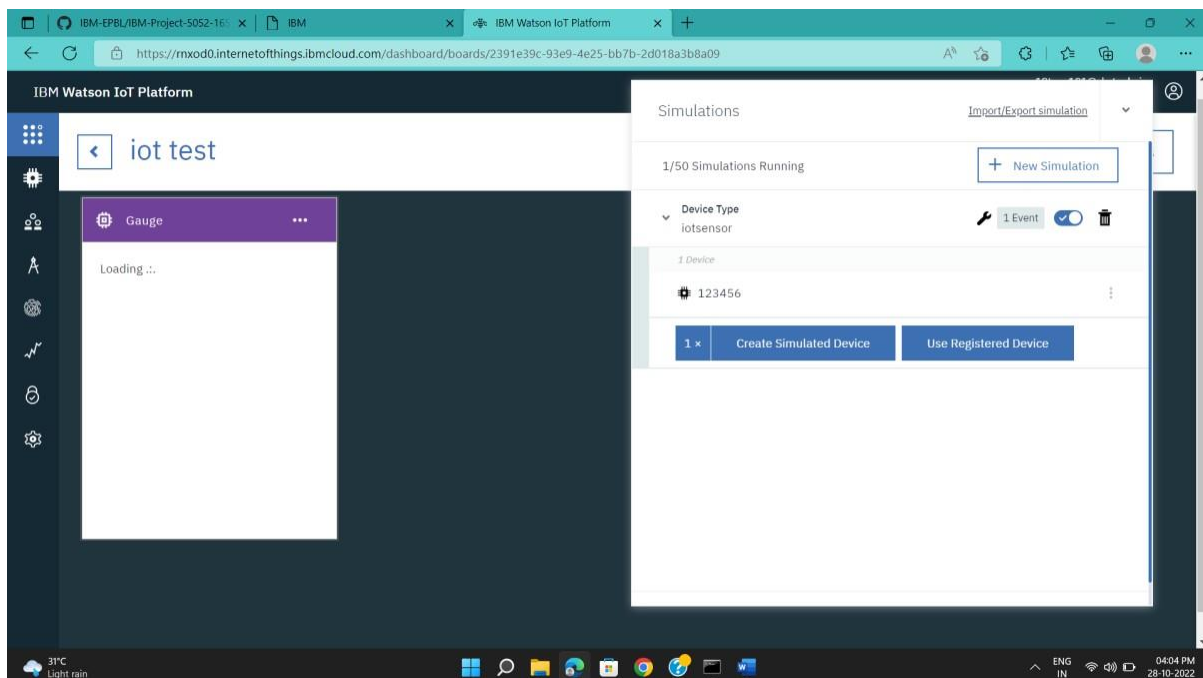 IBM-EPBL/IBM-Project-5052-16
IBM
IBM Watson IoT Platform
https://rnxod0.internetofthings.ibmcloud.com/dashboard/boards/2391e39c-93e9-4e25-bb7b-2d018a3b8a09
IBM Watson IoT Platform
iot test
Gauge
Loading .:.
Simulations
Import/Export simulation
1/50 Simulations Running
+ New Simulation
Device Type
iotsensor
1 Event
1 Device
123456
1 ×
Create Simulated Device
Use Registered Device
31°C
Light rain
ENG
IN
04:04 PM
28-10-2022